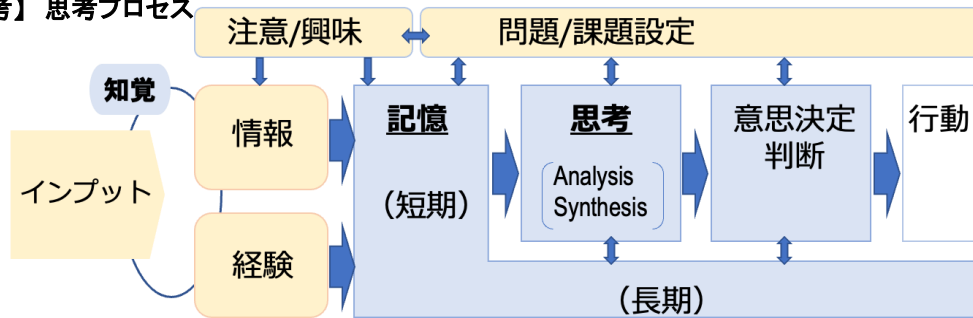 考】 思考プロセス
注意/興味
問題/課題設定
知覚
インプット
情報
経験
記憶
（短期）
思考
Analysis
Synthesis
意思決定
判断
行動
（長期）